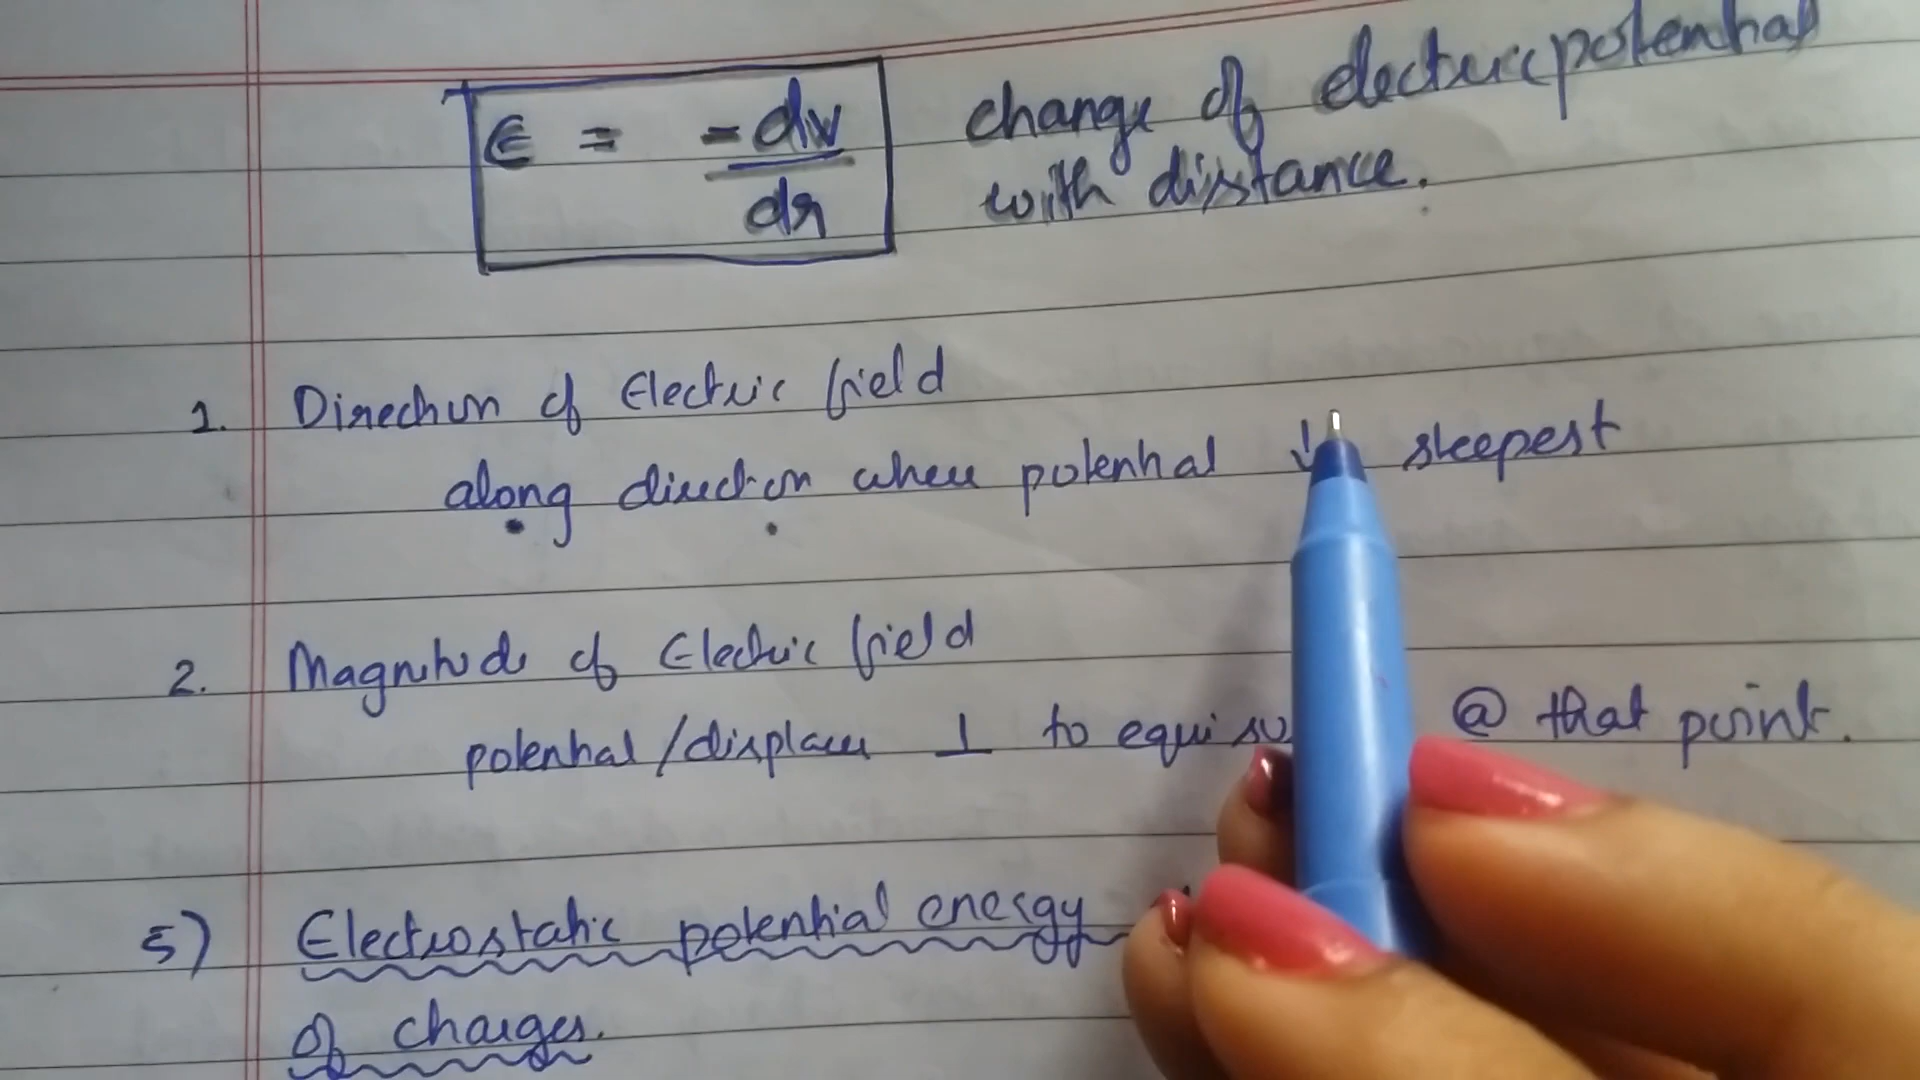 E = -dv/dr change of electric potential
with distance.
1. Direction of Electric field
along direction where potential ↓ steepest
2. Magnitude of Electric field
potential/displace ⊥ to equi @ that point.
5) Electrostatic potential energy
of charges.